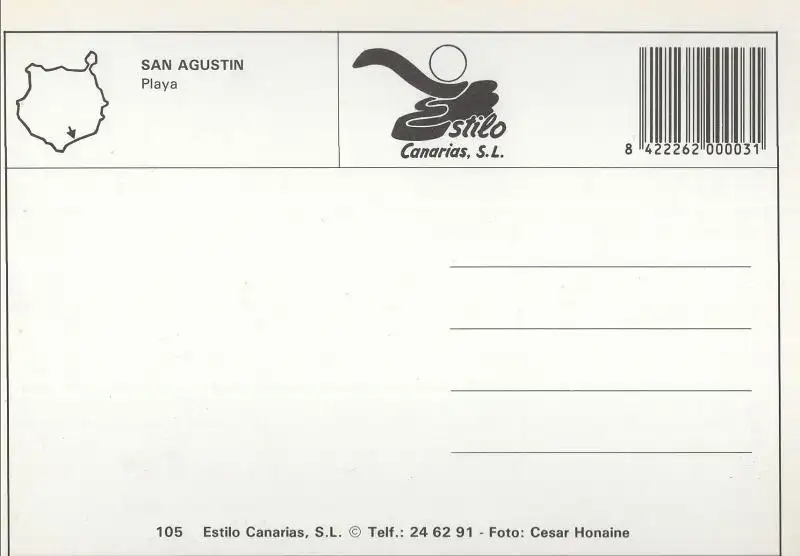 SAN AGUSTIN
Playa
Estilo
Canarias, S.L.
8 422262 000031
105 Estilo Canarias, S.L. © Telf.: 24 62 91 - Foto: Cesar Honaine